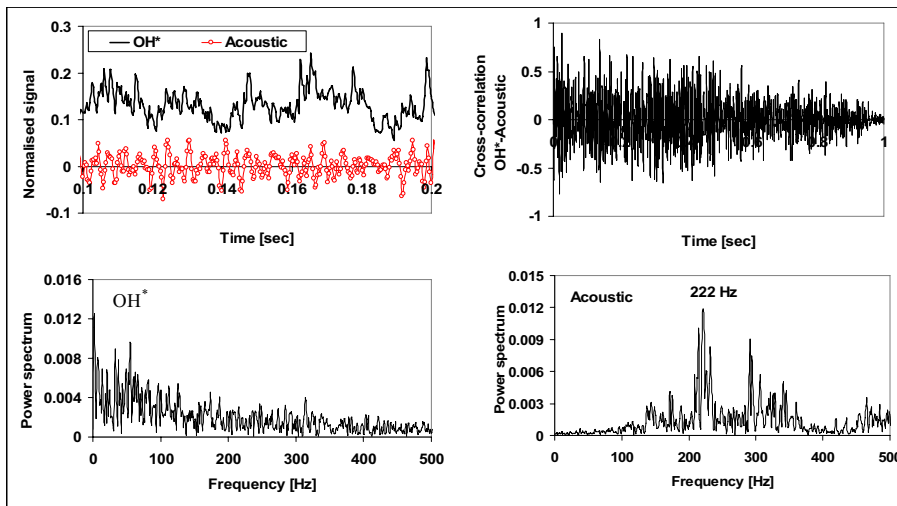 0.3
0.2
0.1
0
-0.1
OH*
Acoustic
Normalised signal
0.1 0.12 0.14 0.16 0.18 0.2
Time [sec]
1
0.5
0
-0.5
-1
Cross-correlation
OH*-Acoustic
0.6 0.8 1
Time [sec]
0.016
0.012
0.008
0.004
0
OH*
Power spectrum
0 100 200 300 400 500
Frequency [Hz]
0.015
0.012
0.009
0.006
0.003
0
Acoustic
222 Hz
Power spectrum
0 100 200 300 400 500
Frequency [Hz]